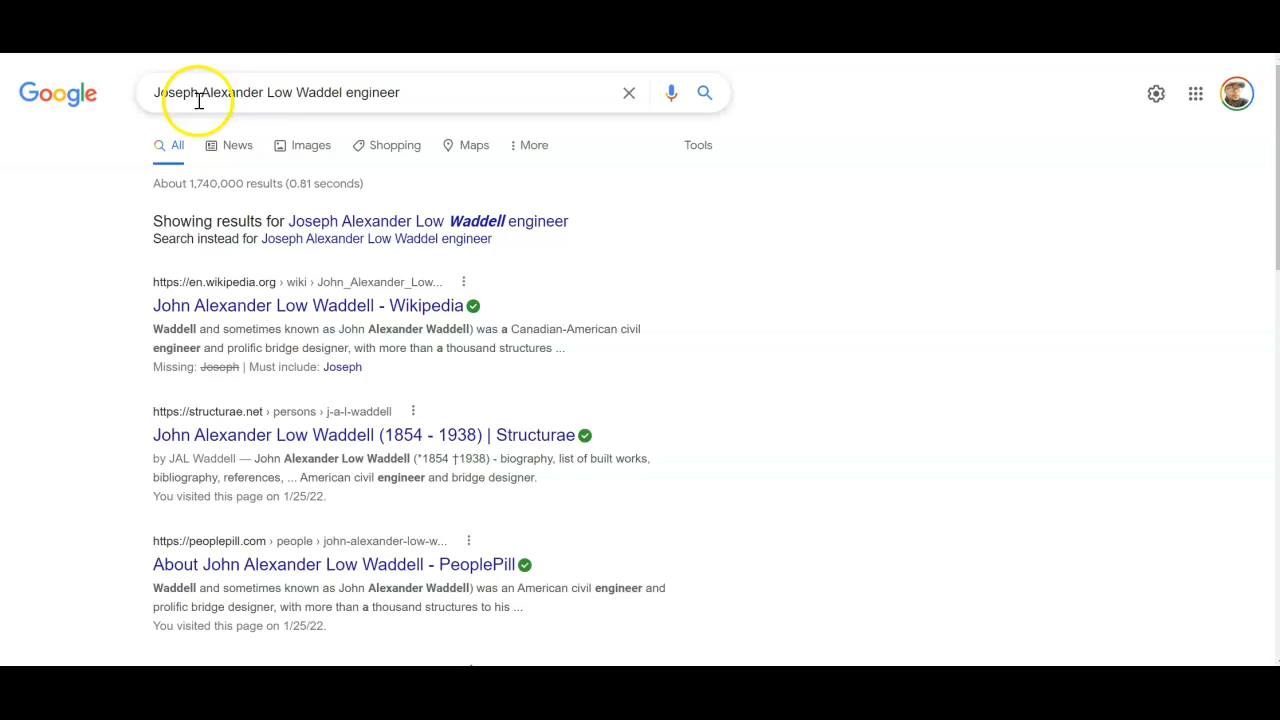 Google
Joseph Alexander Low Waddel engineer
All News Images Shopping Maps More Tools
About 1,740,000 results (0.81 seconds)
Showing results for Joseph Alexander Low Waddell engineer
Search instead for Joseph Alexander Low Waddel engineer
https://en.wikipedia.org › wiki › John_Alexander_Low...
John Alexander Low Waddell - Wikipedia
Waddell and sometimes known as John Alexander Waddell) was a Canadian-American civil
engineer and prolific bridge designer, with more than a thousand structures ...
Missing: Joseph | Must include: Joseph
https://structurae.net › persons › j-a-l-waddell
John Alexander Low Waddell (1854 - 1938) | Structurae
by JAL Waddell — John Alexander Low Waddell (*1854 †1938) - biography, list of built works,
bibliography, references, ... American civil engineer and bridge designer.
You visited this page on 1/25/22.
https://peoplepill.com › people › john-alexander-low-w...
About John Alexander Low Waddell - PeoplePill
Waddell and sometimes known as John Alexander Waddell) was an American civil engineer and
prolific bridge designer, with more than a thousand structures to his ...
You visited this page on 1/25/22.